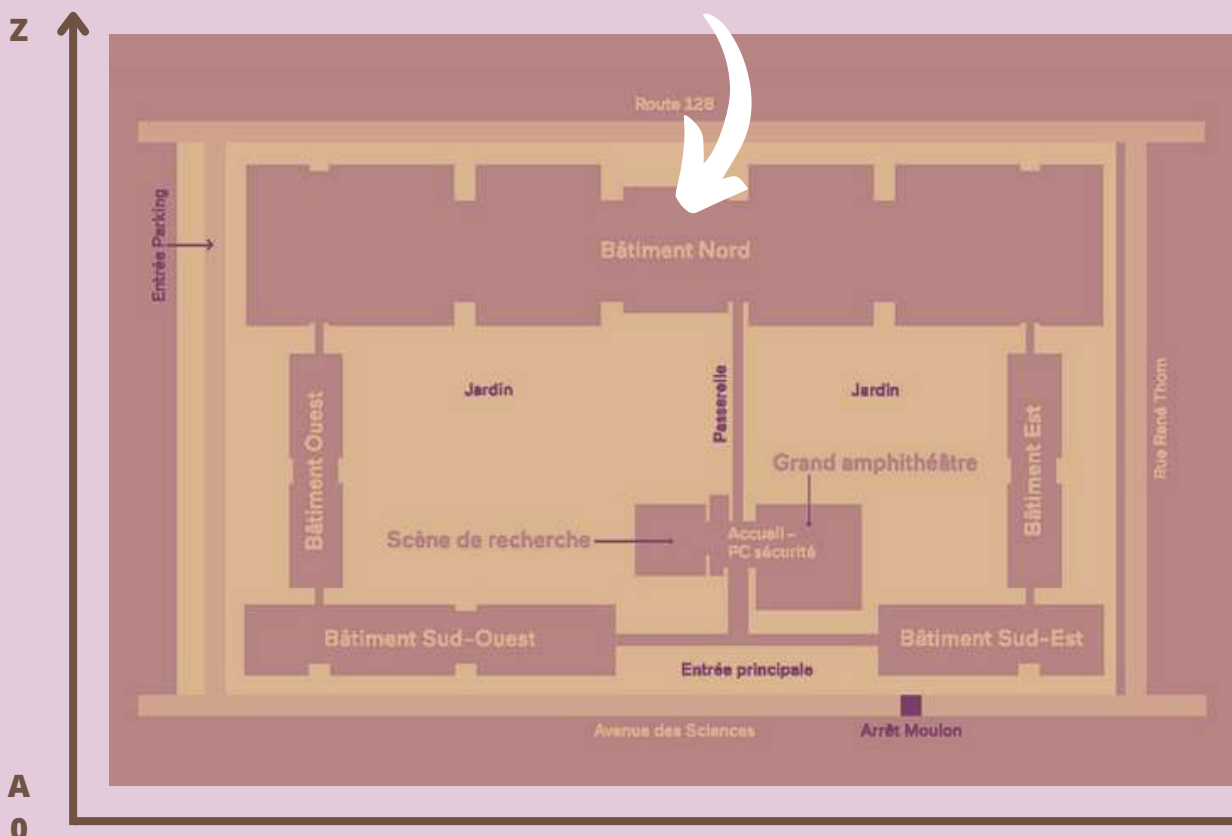 Z
Route 128
Entrée Parking
Bâtiment Nord
Jardin
Passerelle
Jardin
Bâtiment Ouest
Bâtiment Est
Rue René Thom
Grand amphithéâtre
Scène de recherche
Accueil -
PC sécurité
Bâtiment Sud-Ouest
Bâtiment Sud-Est
Entrée principale
Avenue des Sciences
Arrêt Moulon
A
0